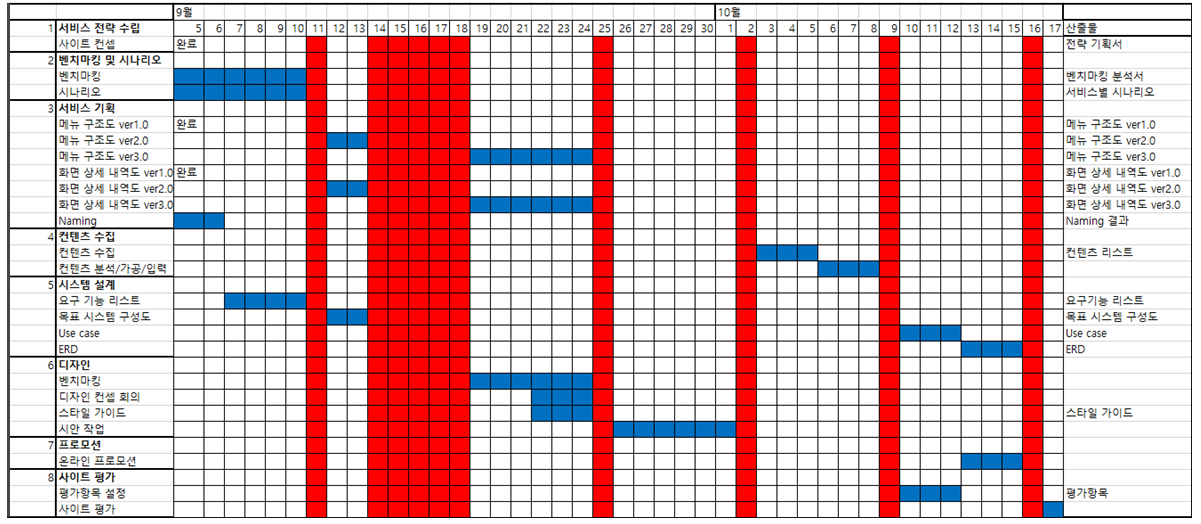 9월 10월
5 6 7 8 9 10 11 12 13 14 15 16 17 18 19 20 21 22 23 24 25 26 27 28 29 30 1 2 3 4 5 6 7 8 9 10 11 12 13 14 15 16 17 산출물
1 서비스 전략 수립
사이트 컨셉 완료 전략 기획서
2 벤치마킹 및 시나리오
벤치마킹 벤치마킹 분석서
시나리오 서비스별 시나리오
3 서비스 기획
메뉴 구조도 ver1.0 완료 메뉴 구조도 ver1.0
메뉴 구조도 ver2.0 메뉴 구조도 ver2.0
메뉴 구조도 ver3.0 메뉴 구조도 ver3.0
화면 상세 내역도 ver1.0 완료 화면 상세 내역도 ver1.0
화면 상세 내역도 ver2.0 화면 상세 내역도 ver2.0
화면 상세 내역도 ver3.0 화면 상세 내역도 ver3.0
Naming Naming 결과
4 컨텐츠 수집
컨텐츠 수집 컨텐츠 리스트
컨텐츠 분석/가공/입력
5 시스템 설계
요구 기능 리스트 요구기능 리스트
목표 시스템 구성도 목표 시스템 구성도
Use case Use case
ERD ERD
6 디자인
벤치마킹
디자인 컨셉 회의
스타일 가이드 스타일 가이드
시안 작업
7 프로모션
온라인 프로모션
8 사이트 평가
평가항목 설정 평가항목
사이트 평가